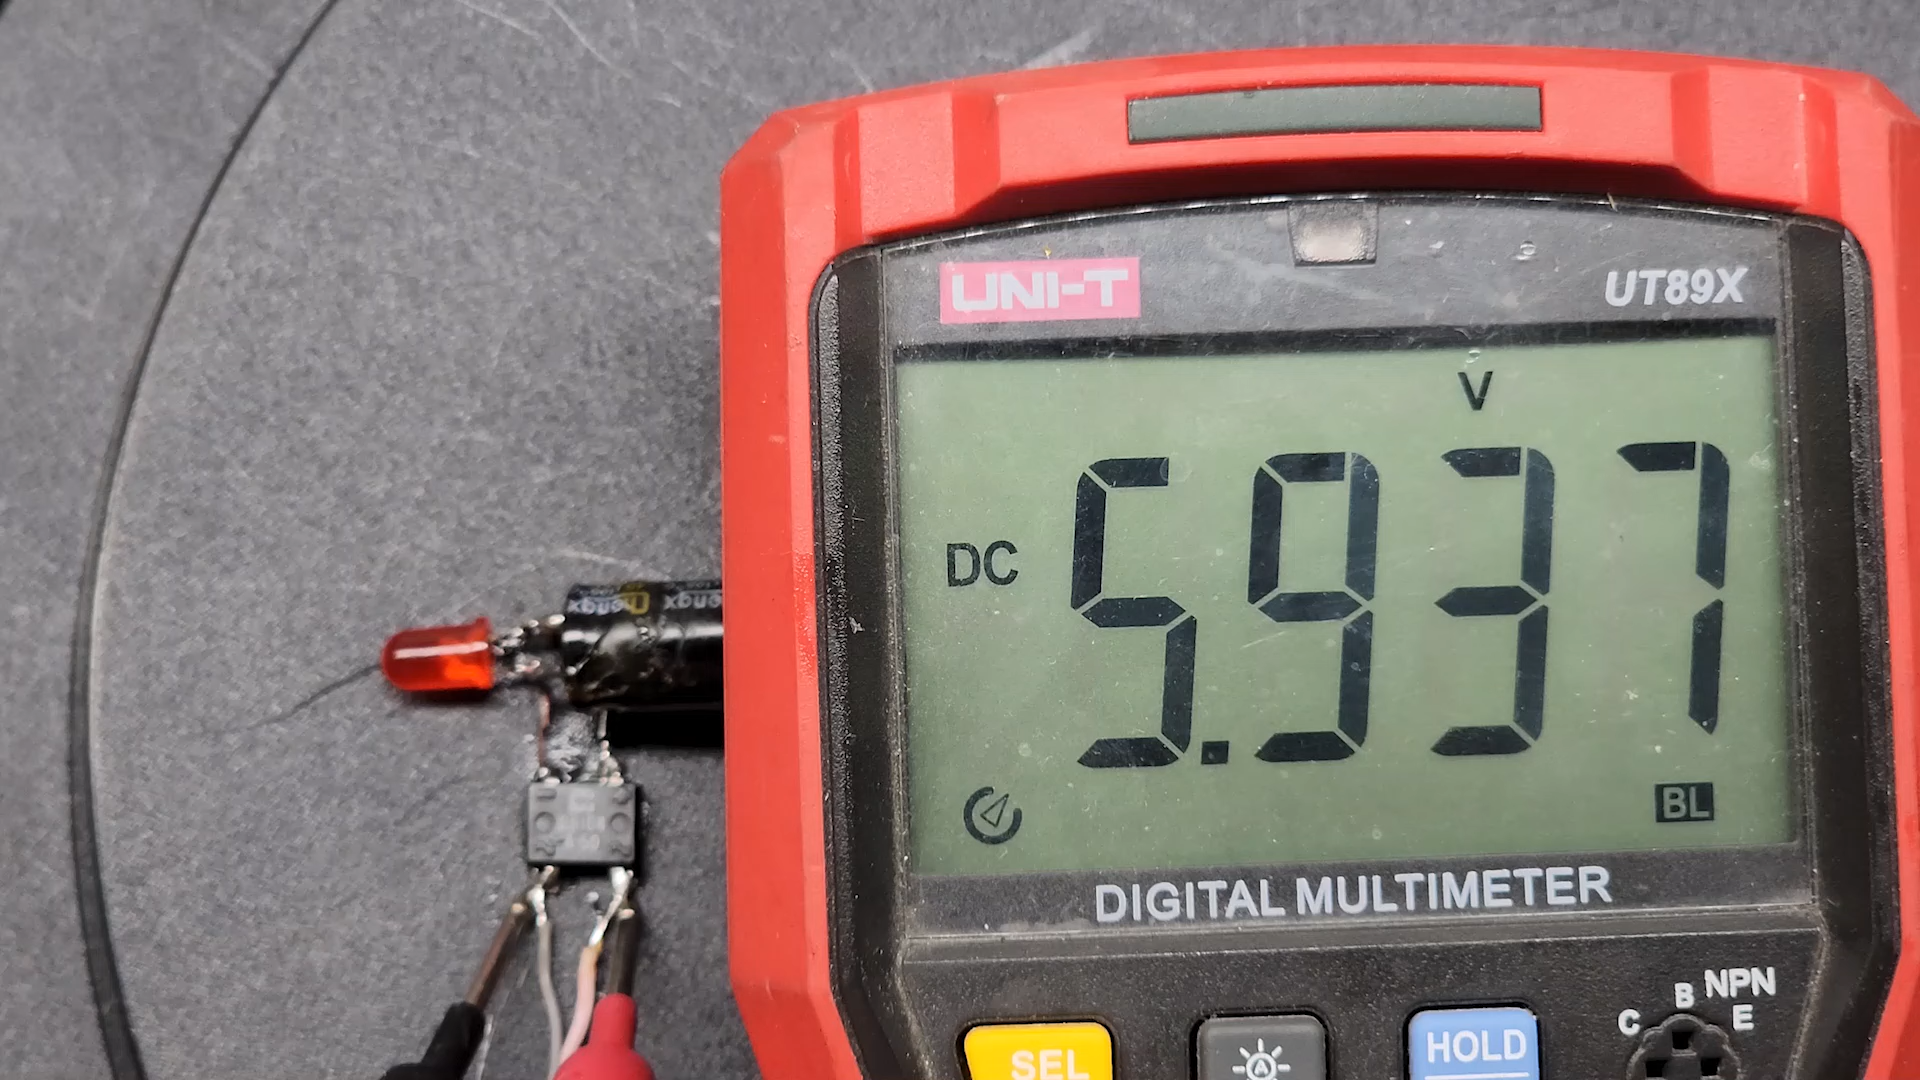 UNI-T
UT89X
V
DC
5.937
BL
DIGITAL MULTIMETER
SEL
A
HOLD
B NPN
C E